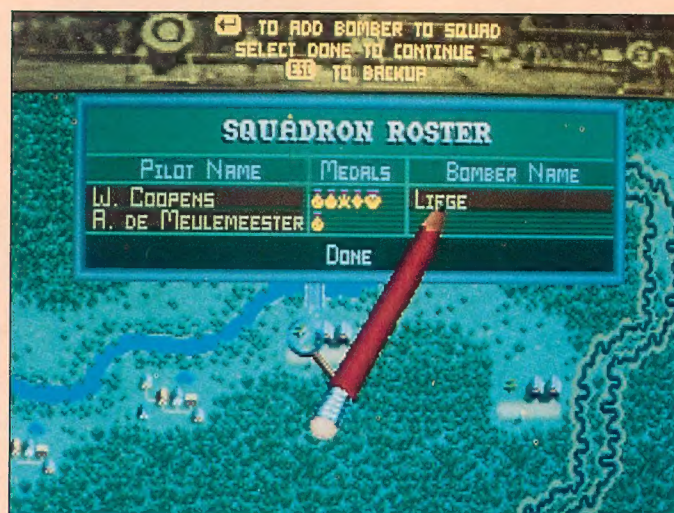 ↵ TO ADD BOMBER TO SQUAD
SELECT DONE TO CONTINUE
ESC TO BACKUP
SQUADRON ROSTER
PILOT NAME MEDALS BOMBER NAME
W. COOPENS LIEGE
A. DE MEULEMEESTER
DONE